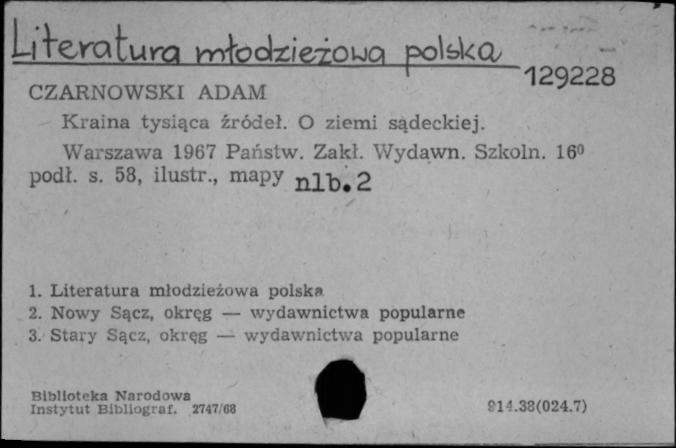 Literatura młodzieżowa polska
129228
CZARNOWSKI ADAM
Kraina tysiąca źródeł. O ziemi sądeckiej.
Warszawa 1967 Państw. Zakł. Wydawn. Szkoln. 16⁰
podł. s. 58, ilustr., mapy nlb. 2
1. Literatura młodzieżowa polska
2. Nowy Sącz, okręg — wydawnictwa popularne
3. Stary Sącz, okręg — wydawnictwa popularne
Biblioteka Narodowa
Instytut Bibliograf. 2747/68
914.38(024.7)